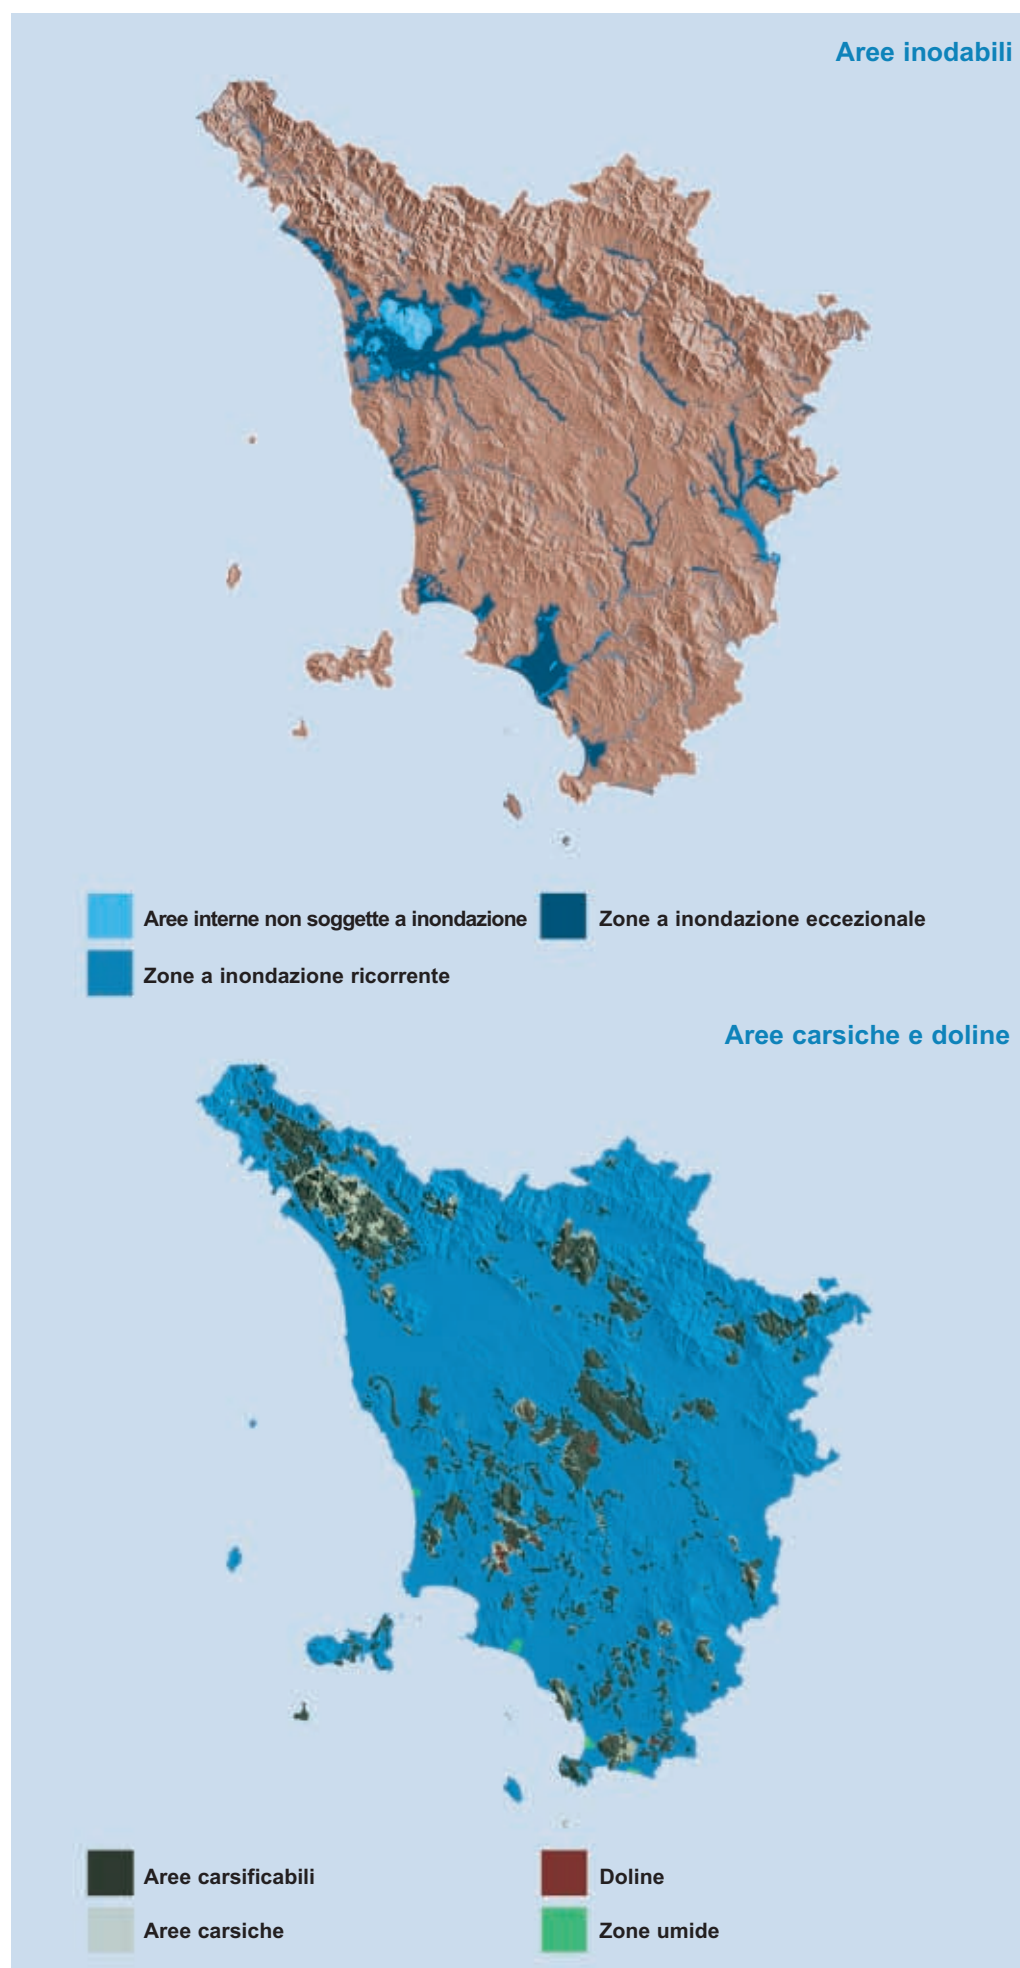 Aree inodabili
Aree interne non soggette a inondazione
Zone a inondazione eccezionale
Zone a inondazione ricorrente
Aree carsiche e doline
Aree carsificabili
Doline
Aree carsiche
Zone umide